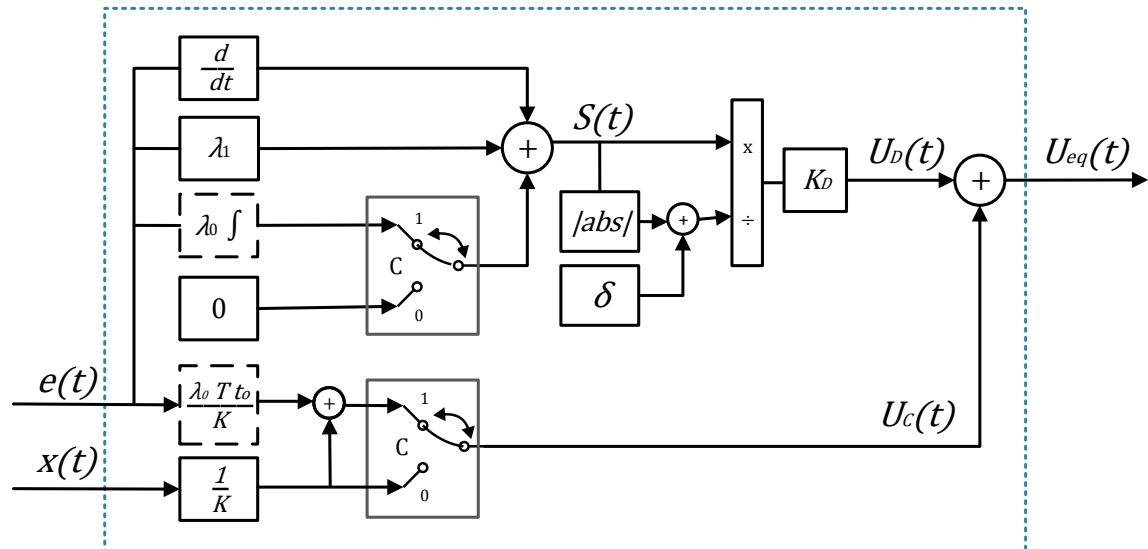 d
dt
λ₁
λ₀ ∫
0
1
C
0
+
S(t)
|abs|
δ
+
x
÷
K_D
U_D(t)
+
U_eq(t)
e(t)
λ₀ T t₀
K
+
1
C
0
U_C(t)
x(t)
1
K